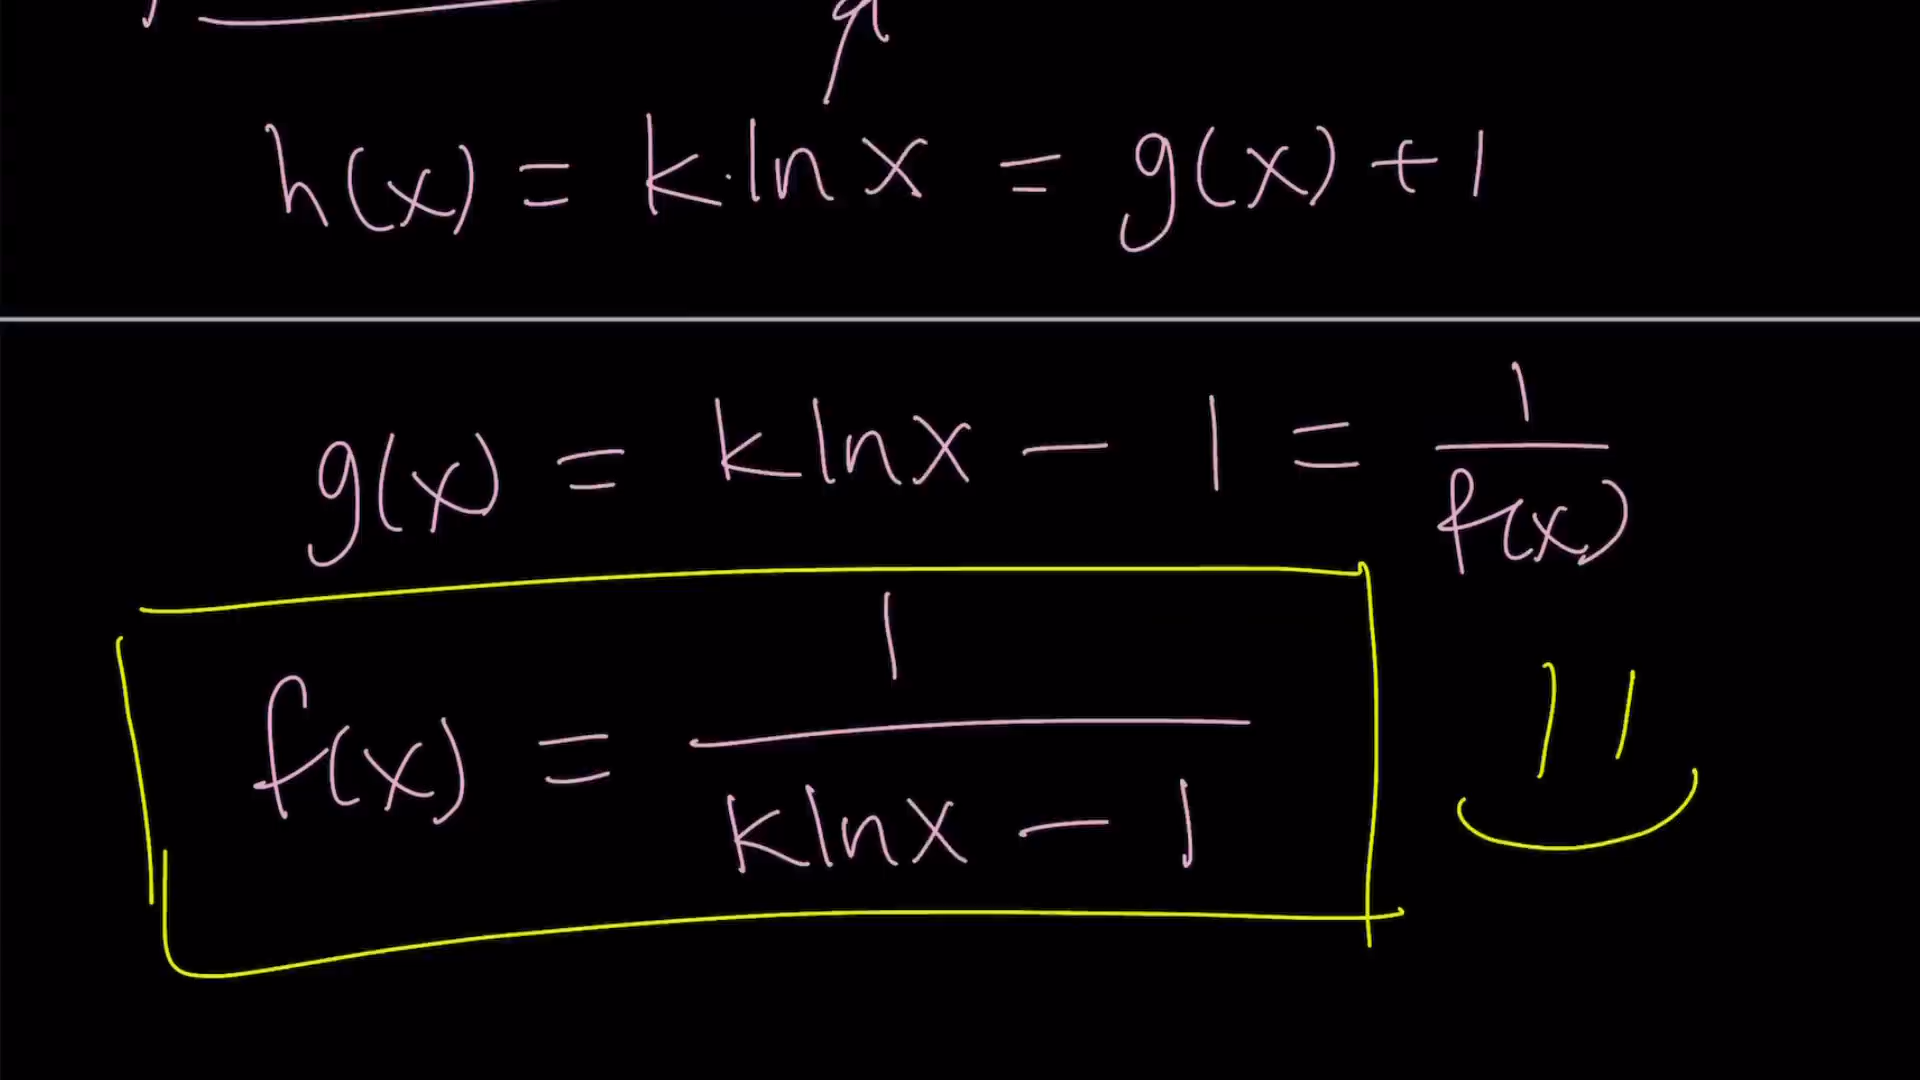 h(x) = k·ln x = g(x) + 1
g(x) = k ln x − 1 = 1/f(x)
f(x) = 1/(k ln x − 1)